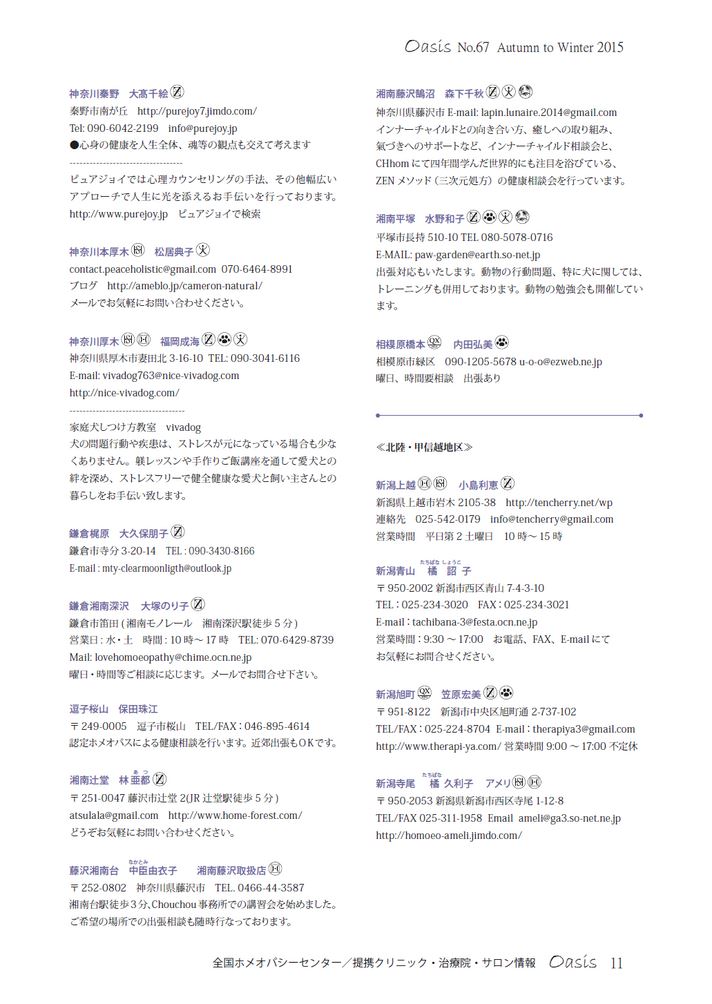 Oasis No.67 Autumn to Winter 2015
神奈川秦野　大髙千絵
秦野市南が丘　http://purejoy7.jimdo.com/
Tel: 090-6042-2199　info@purejoy.jp
●心身の健康を人生全体、魂等の観点も交えて考えます
----------------------------------
ピュアジョイでは心理カウンセリングの手法、その他幅広い
アプローチで人生に光を添えるお手伝いを行っております。
http://www.purejoy.jp　ピュアジョイで検索
神奈川本厚木　松居典子
contact.peaceholistic@gmail.com 070-6464-8991
ブログ　http://ameblo.jp/cameron-natural/
メールでお気軽にお問い合わせください。
神奈川厚木　福岡成海
神奈川県厚木市妻田北 3-16-10 TEL: 090-3041-6116
E-mail: vivadog763@nice-vivadog.com
http://nice-vivadog.com/
-----------------------------------
家庭犬しつけ方教室　vivadog
犬の問題行動や疾患は、ストレスが元になっている場合も少な
くありません。躾レッスンや手作りご飯講座を通して愛犬との
絆を深め、ストレスフリーで健全健康な愛犬と飼い主さんとの
暮らしをお手伝い致します。
鎌倉梶原　大久保朋子
鎌倉市寺分 3-20-14　TEL : 090-3430-8166
E-mail : mty-clearmoonligth@outlook.jp
鎌倉湘南深沢　大塚のり子
鎌倉市笛田 ( 湘南モノレール　湘南深沢駅徒歩 5 分 )
営業日 : 水・土　時間 : 10 時〜 17 時　TEL: 070-6429-8739
Mail: lovehomoeopathy@chime.ocn.ne.jp
曜日・時間等ご相談に応じます。メールでお問合せ下さい。
逗子桜山　保田珠江
〒 249-0005　逗子市桜山　TEL/FAX : 046-895-4614
認定ホメオパスによる健康相談を行います。近郊出張もＯＫです。
湘南辻堂　林 亜都
あ つ
〒 251-0047 藤沢市辻堂 2(JR 辻堂駅徒歩 5 分 )
atsulala@gmail.com　http://www.home-forest.com/
どうぞお気軽にお問い合わせください。
藤沢湘南台　中臣由衣子　湘南藤沢取扱店
なかとみ
〒 252-0802　神奈川県藤沢市　TEL. 0466-44-3587
湘南台駅徒歩３分､Chouchou 事務所での講習会を始めました。
ご希望の場所での出張相談も随時行なっております。
湘南藤沢鵠沼　森下千秋
神奈川県藤沢市 E-mail: lapin.lunaire.2014@gmail.com
インナーチャイルドとの向き合い方、癒しへの取り組み、
氣づきへのサポートなど、インナーチャイルド相談会と、
CHhom にて四年間学んだ世界的にも注目を浴びている、
ZEN メソッド（三次元処方）の健康相談会を行っています。
湘南平塚　水野和子
平塚市長持 510-10 TEL 080-5078-0716
E-MAIL: paw-garden@earth.so-net.jp
出張対応もいたします。動物の行動問題、特に犬に関しては、
トレーニングも併用しております。動物の勉強会も開催してい
ます。
相模原橋本　内田弘美
相模原市緑区　090-1205-5678 u-o-o@ezweb.ne.jp
曜日、時間要相談　出張あり
≪北陸・甲信越地区≫
新潟上越　小島利恵
新潟県上越市岩木 2105-38　http://tencherry.net/wp
連絡先　025-542-0179　info@tencherry@gmail.com
営業時間　平日第 2 土曜日　10 時〜 15 時
たちばな しょうこ
新潟青山　橘 詔 子
〒 950-2002 新潟市西区青山 7-4-3-10
TEL : 025-234-3020　FAX : 025-234-3021
E-mail : tachibana-3@festa.ocn.ne.jp
営業時間 : 9:30 〜 17:00　お電話、FAX、E-mail にて
お気軽にお問合せください。
新潟旭町　笠原宏美
〒 951-8122　新潟市中央区旭町通 2-737-102
TEL/FAX : 025-224-8704 E-mail : therapiya3@gmail.com
http://www.therapi-ya.com/ 営業時間 9:00 〜 17:00 不定休
たちばな
新潟寺尾　橘 久利子　アメリ
〒 950-2053 新潟県新潟市西区寺尾 1-12-8
TEL/FAX 025-311-1958 Email ameli@ga3.so-net.ne.jp
http://homoeo-ameli.jimdo.com/
全国ホメオパシーセンター／提携クリニック・治療院・サロン情報　Oasis　11